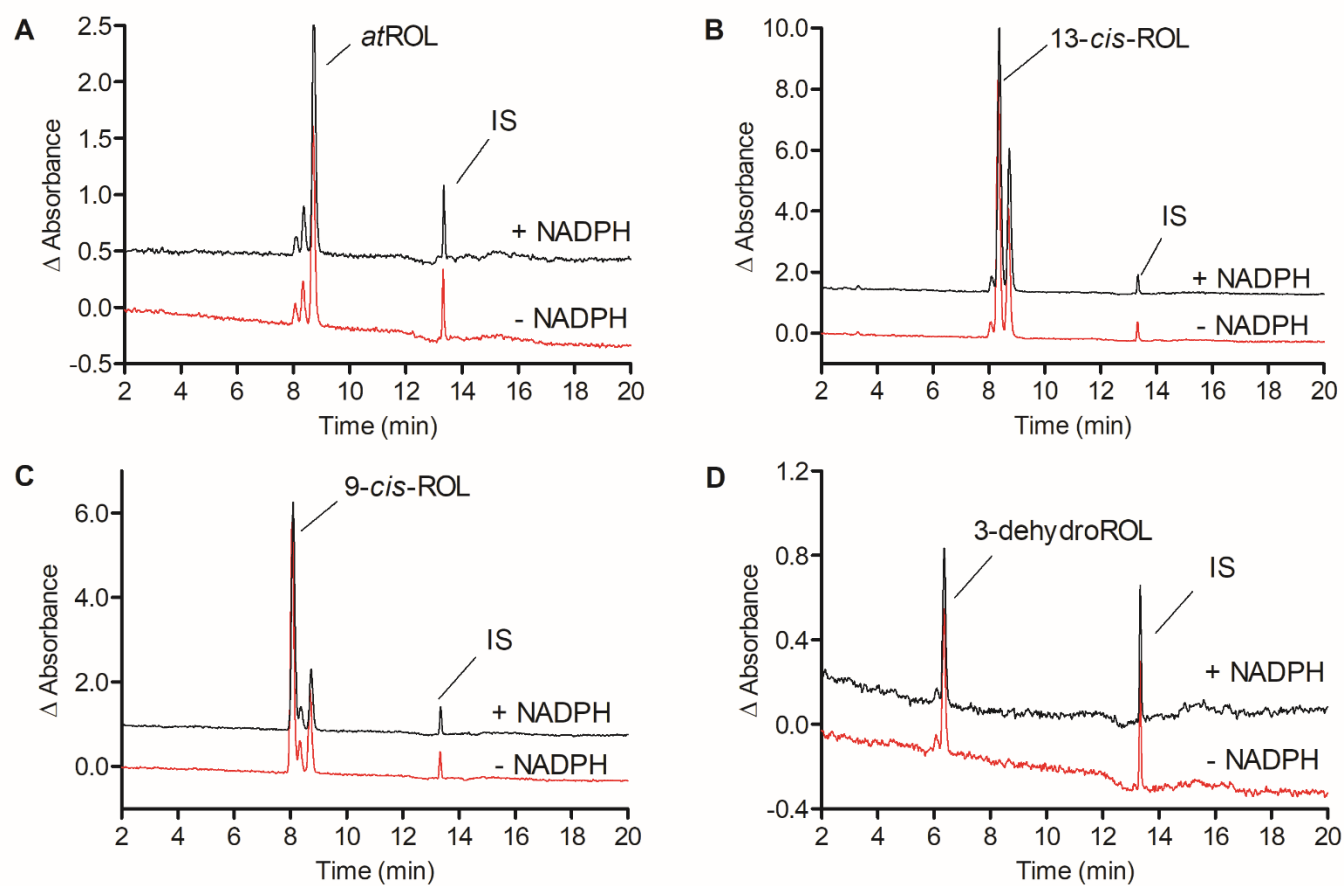 A
2.5
2.0
1.5
1.0
0.5
0.0
-0.5
Δ Absorbance
atROL
IS
+ NADPH
- NADPH
2 4 6 8 10 12 14 16 18 20
Time (min)
B
10.0
8.0
6.0
4.0
2.0
0.0
Δ Absorbance
13-cis-ROL
IS
+ NADPH
- NADPH
2 4 6 8 10 12 14 16 18 20
Time (min)
C
6.0
4.0
2.0
0.0
Δ Absorbance
9-cis-ROL
IS
+ NADPH
- NADPH
2 4 6 8 10 12 14 16 18 20
Time (min)
D
1.2
0.8
0.4
0.0
-0.4
Δ Absorbance
3-dehydroROL
IS
+ NADPH
- NADPH
2 4 6 8 10 12 14 16 18 20
Time (min)